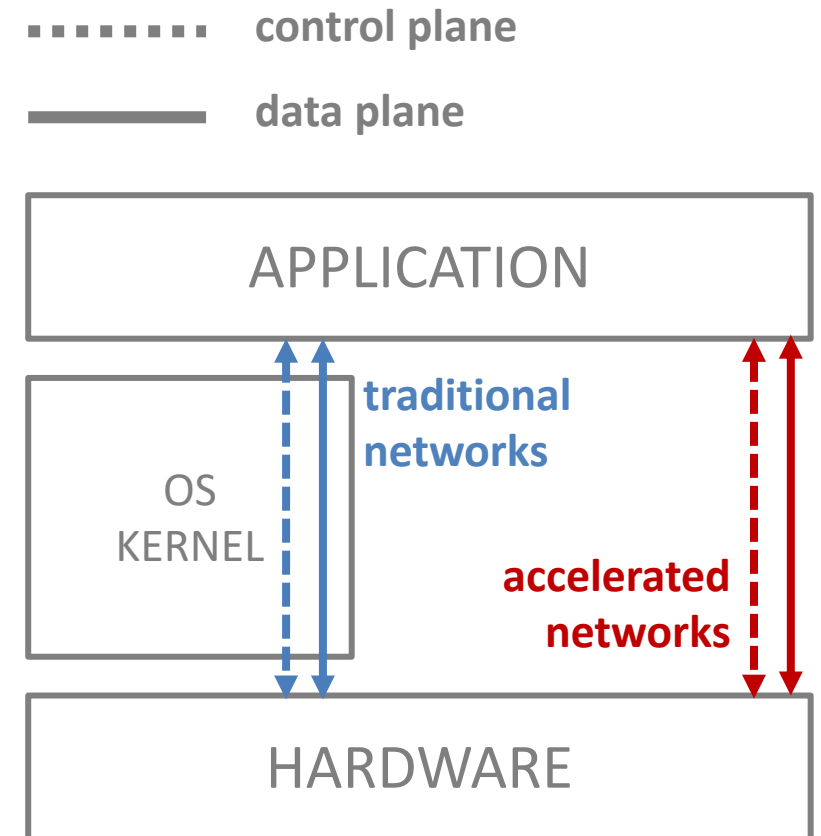 control plane
data plane
APPLICATION
traditional
networks
OS
KERNEL
accelerated
networks
HARDWARE